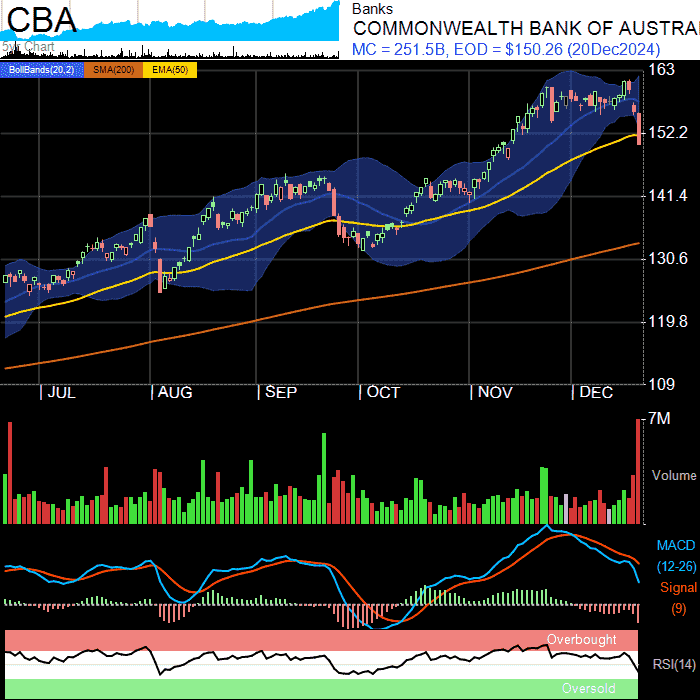 CBA
5yr Chart
Banks
COMMONWEALTH BANK OF AUSTRA
MC = 251.5B, EOD = $150.26 (20Dec2024)
BollBands(20,2) SMA(200) EMA(50)
163
152.2
141.4
130.6
119.8
109
JUL AUG SEP OCT NOV DEC
7M
Volume
MACD
(12-26)
Signal
(9)
Overbought
RSI(14)
Oversold